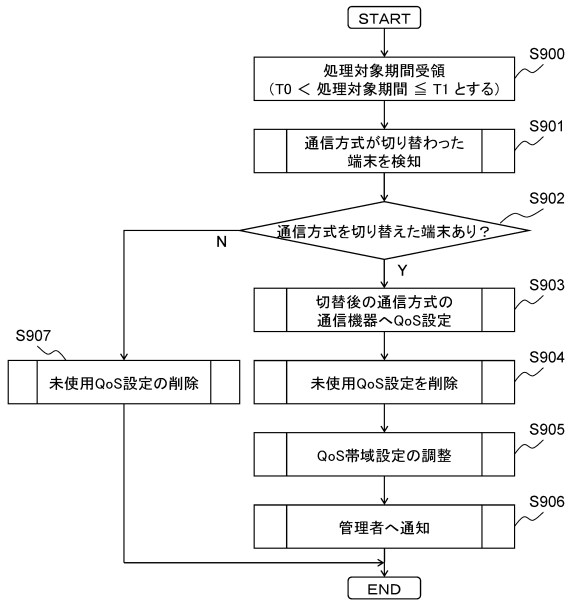 START
S900
処理対象期間受領
（T0 ＜ 処理対象期間 ≦ T1 とする）
S901
通信方式が切り替わった
端末を検知
S902
通信方式を切り替えた端末あり？
N
Y
S903
切替後の通信方式の
通信機器へQoS設定
S907
未使用QoS設定の削除
S904
未使用QoS設定を削除
S905
QoS帯域設定の調整
S906
管理者へ通知
END